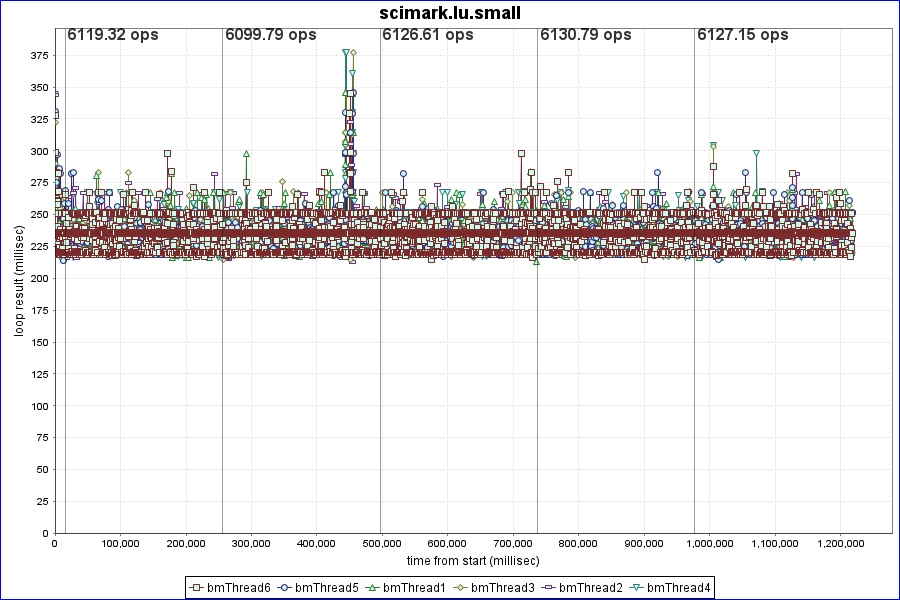 scimark.lu.small
6119.32 ops 6099.79 ops 6126.61 ops 6130.79 ops 6127.15 ops
375
350
325
300
275
250
225
200
175
150
125
100
75
50
25
0
loop result (millisec)
0 100,000 200,000 300,000 400,000 500,000 600,000 700,000 800,000 900,000 1,000,000 1,100,000 1,200,000
time from start (millisec)
bmThread6 bmThread5 bmThread1 bmThread3 bmThread2 bmThread4